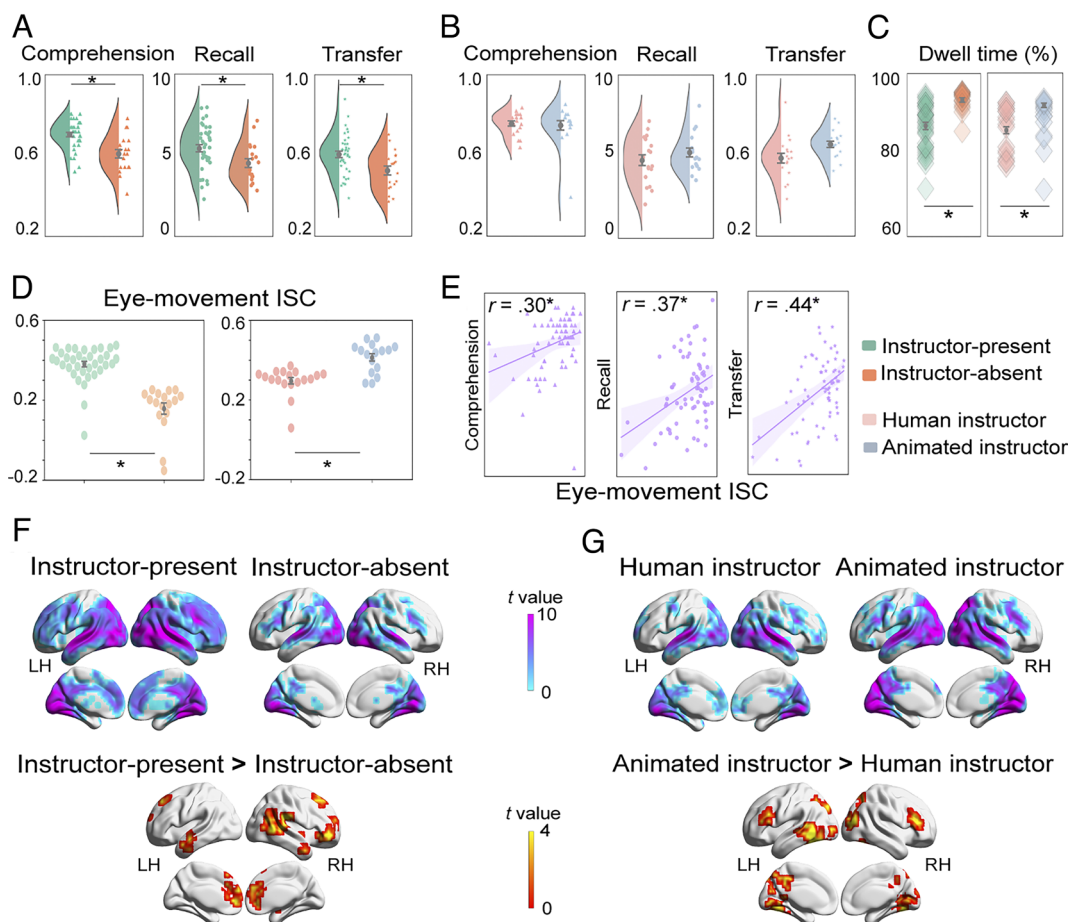 A
Comprehension
Recall
Transfer
1.0
0.6
0.2
*
10
5
0
*
1.0
0.6
0.2
*
B
Comprehension
Recall
Transfer
1.0
0.6
0.2
10
5
0
1.0
0.6
0.2
C
Dwell time (%)
100
80
60
*
*
D
Eye-movement ISC
0.6
0.2
-0.2
*
0.6
0.2
-0.2
*
E
r = .30*
Comprehension
r = .37*
Recall
r = .44*
Transfer
Eye-movement ISC
Instructor-present
Instructor-absent
Human instructor
Animated instructor
F
Instructor-present
Instructor-absent
LH
RH
t value
10
0
Instructor-present > Instructor-absent
LH
RH
t value
4
0
G
Human instructor
Animated instructor
LH
RH
Animated instructor > Human instructor
LH
RH